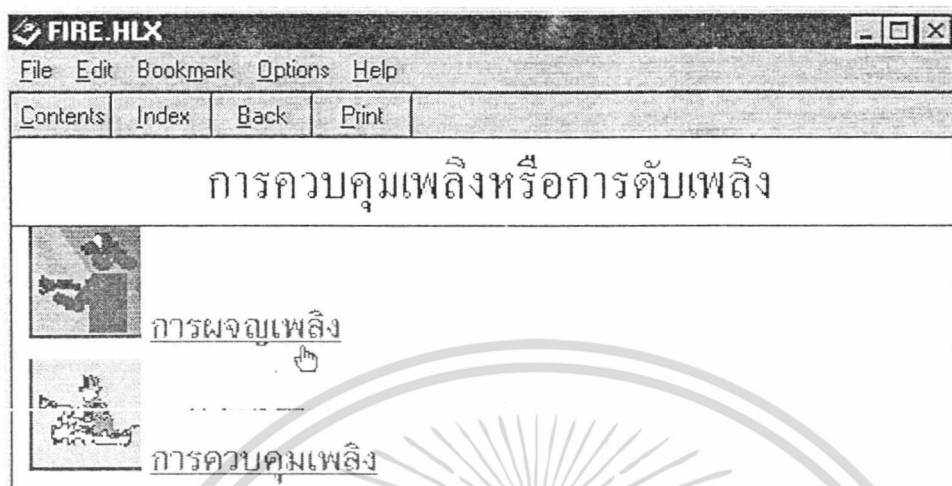 FIRE.HLX
File Edit Bookmark Options Help
Contents Index Back Print
การควบคุมเพลิงหรือการดับเพลิง
การผจญเพลิง
การควบคุมเพลิง